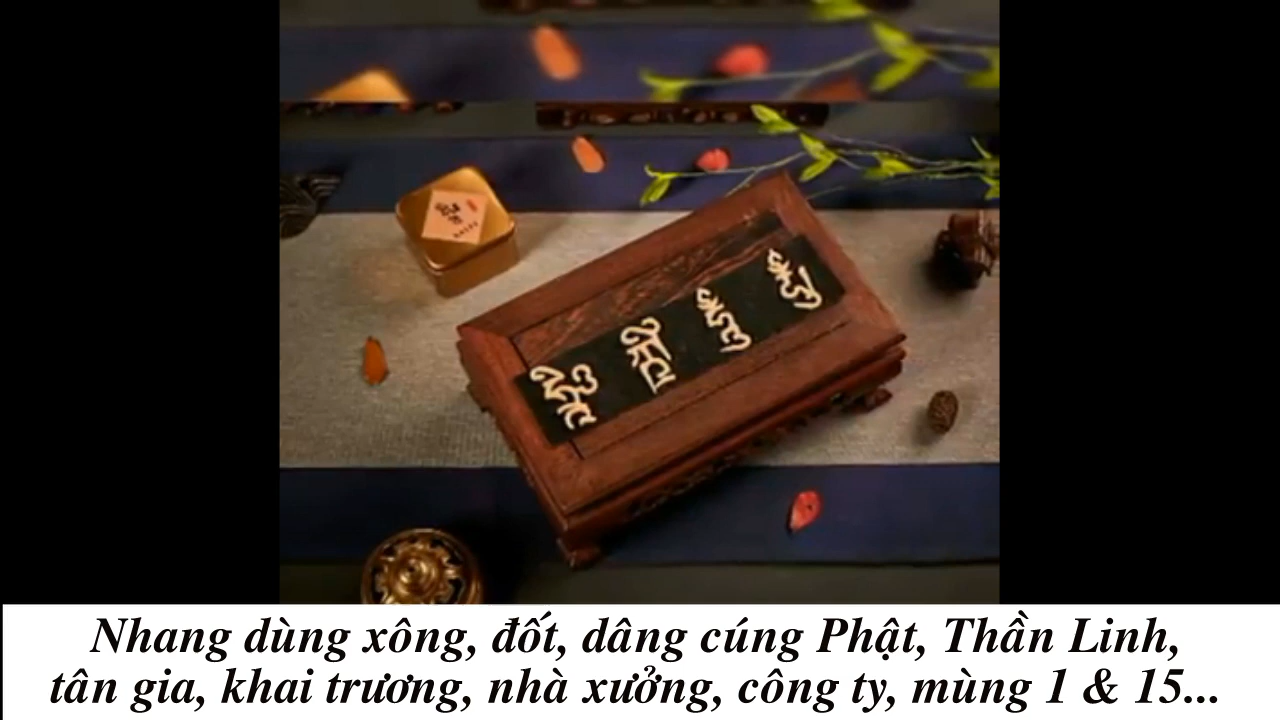 Nhang dùng xông, đốt, dâng cúng Phật, Thần Linh,
tân gia, khai trương, nhà xưởng, công ty, mùng 1 & 15...